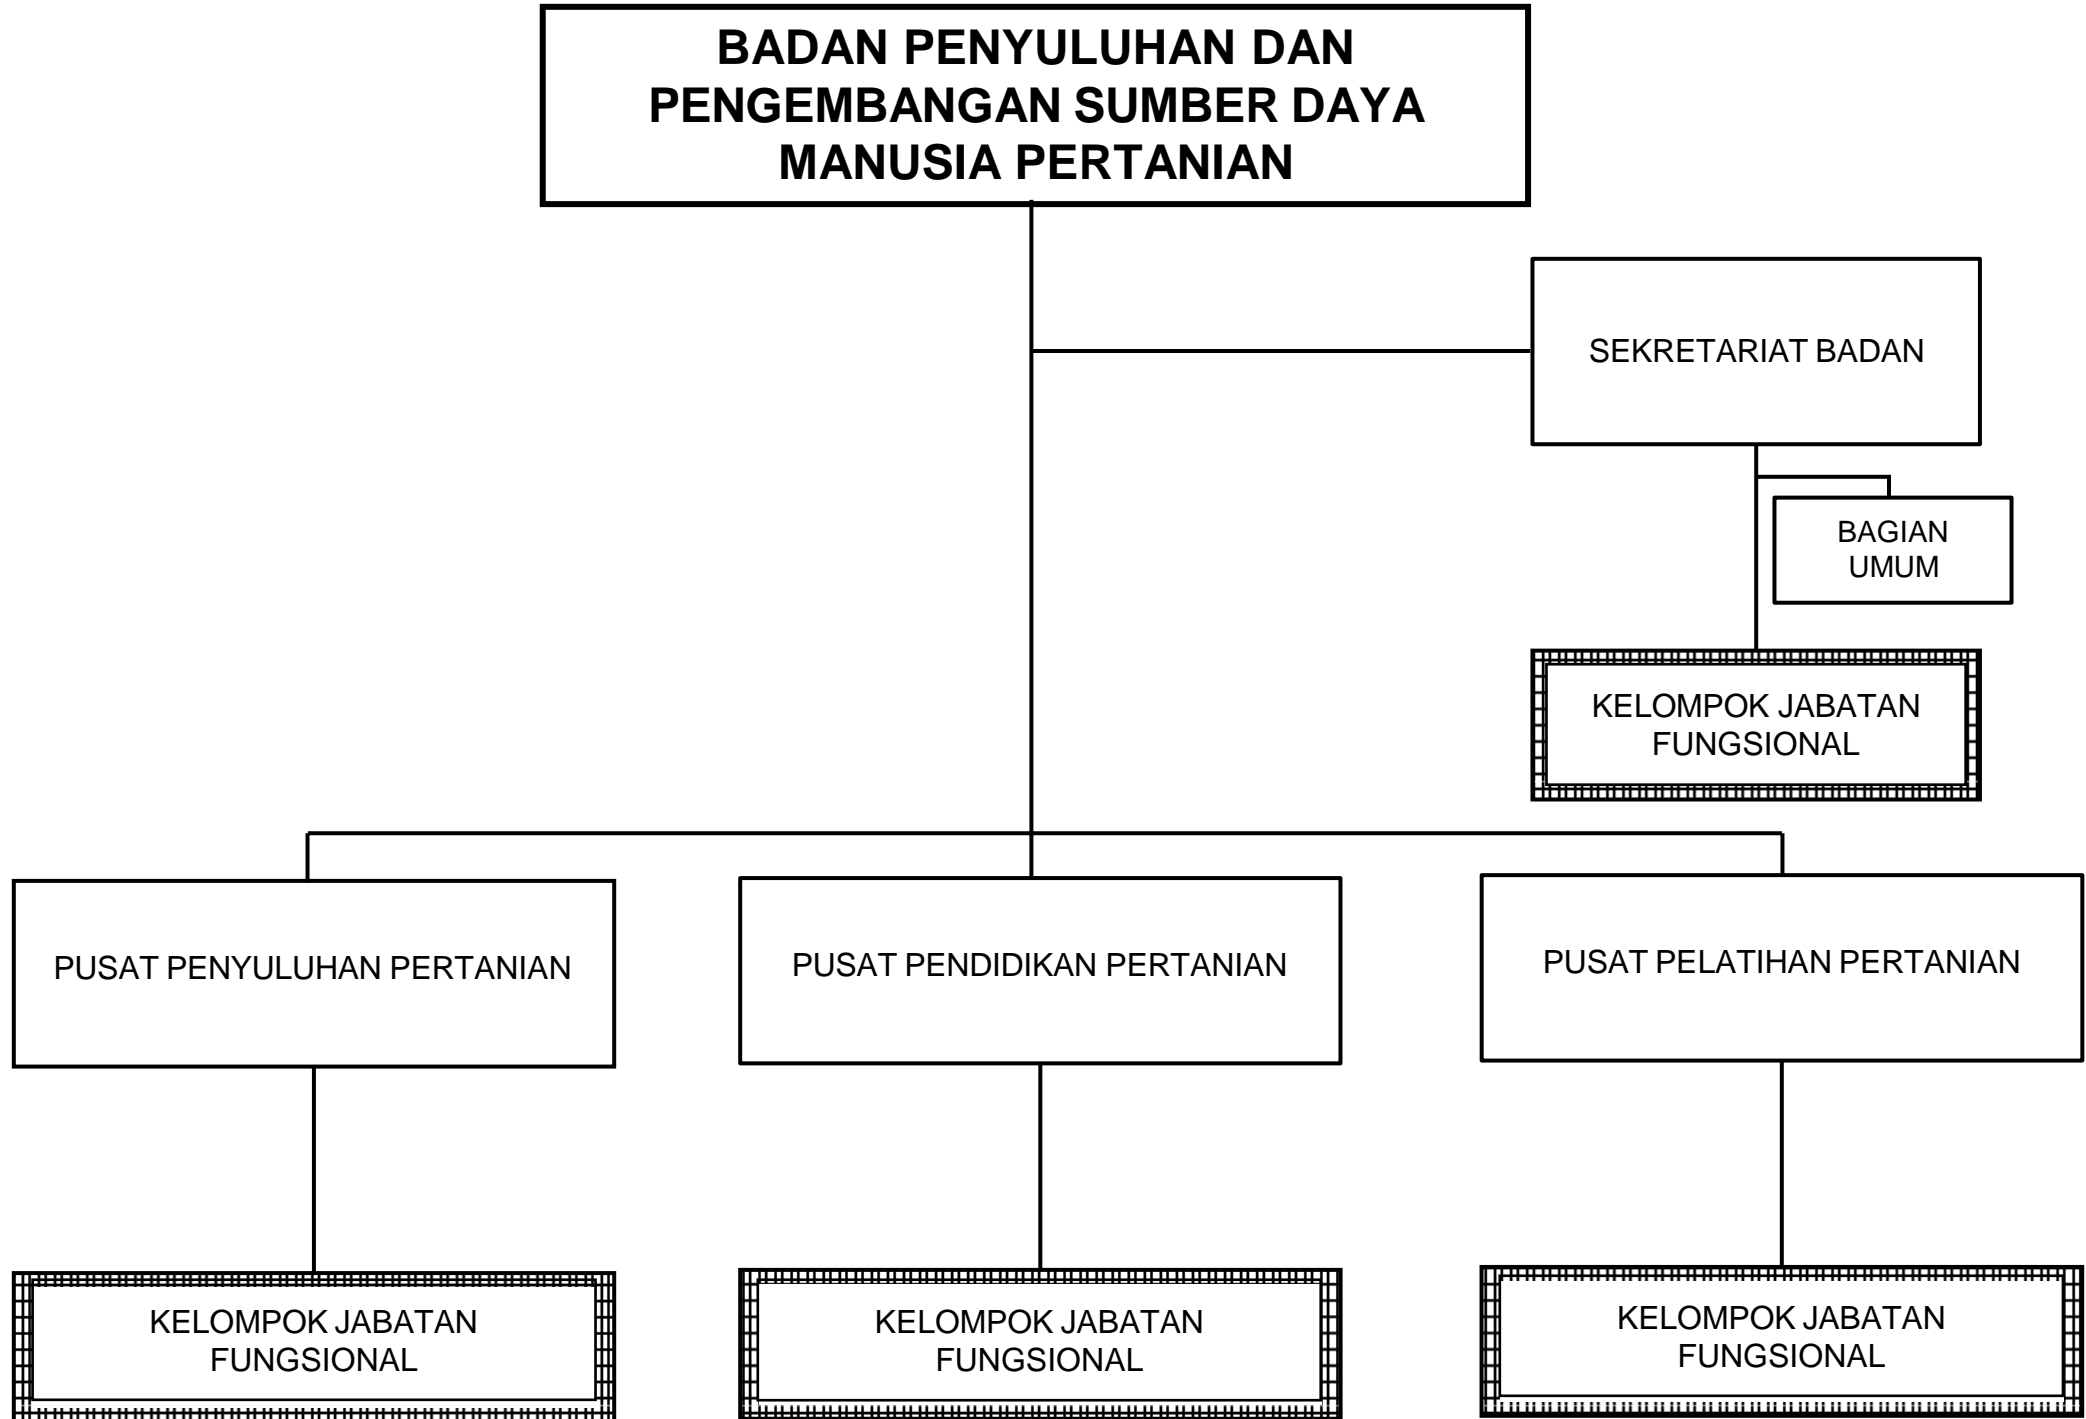 BADAN PENYULUHAN DAN
PENGEMBANGAN SUMBER DAYA
MANUSIA PERTANIAN
SEKRETARIAT BADAN
BAGIAN
UMUM
KELOMPOK JABATAN
FUNGSIONAL
PUSAT PENYULUHAN PERTANIAN
PUSAT PENDIDIKAN PERTANIAN
PUSAT PELATIHAN PERTANIAN
KELOMPOK JABATAN
FUNGSIONAL
KELOMPOK JABATAN
FUNGSIONAL
KELOMPOK JABATAN
FUNGSIONAL